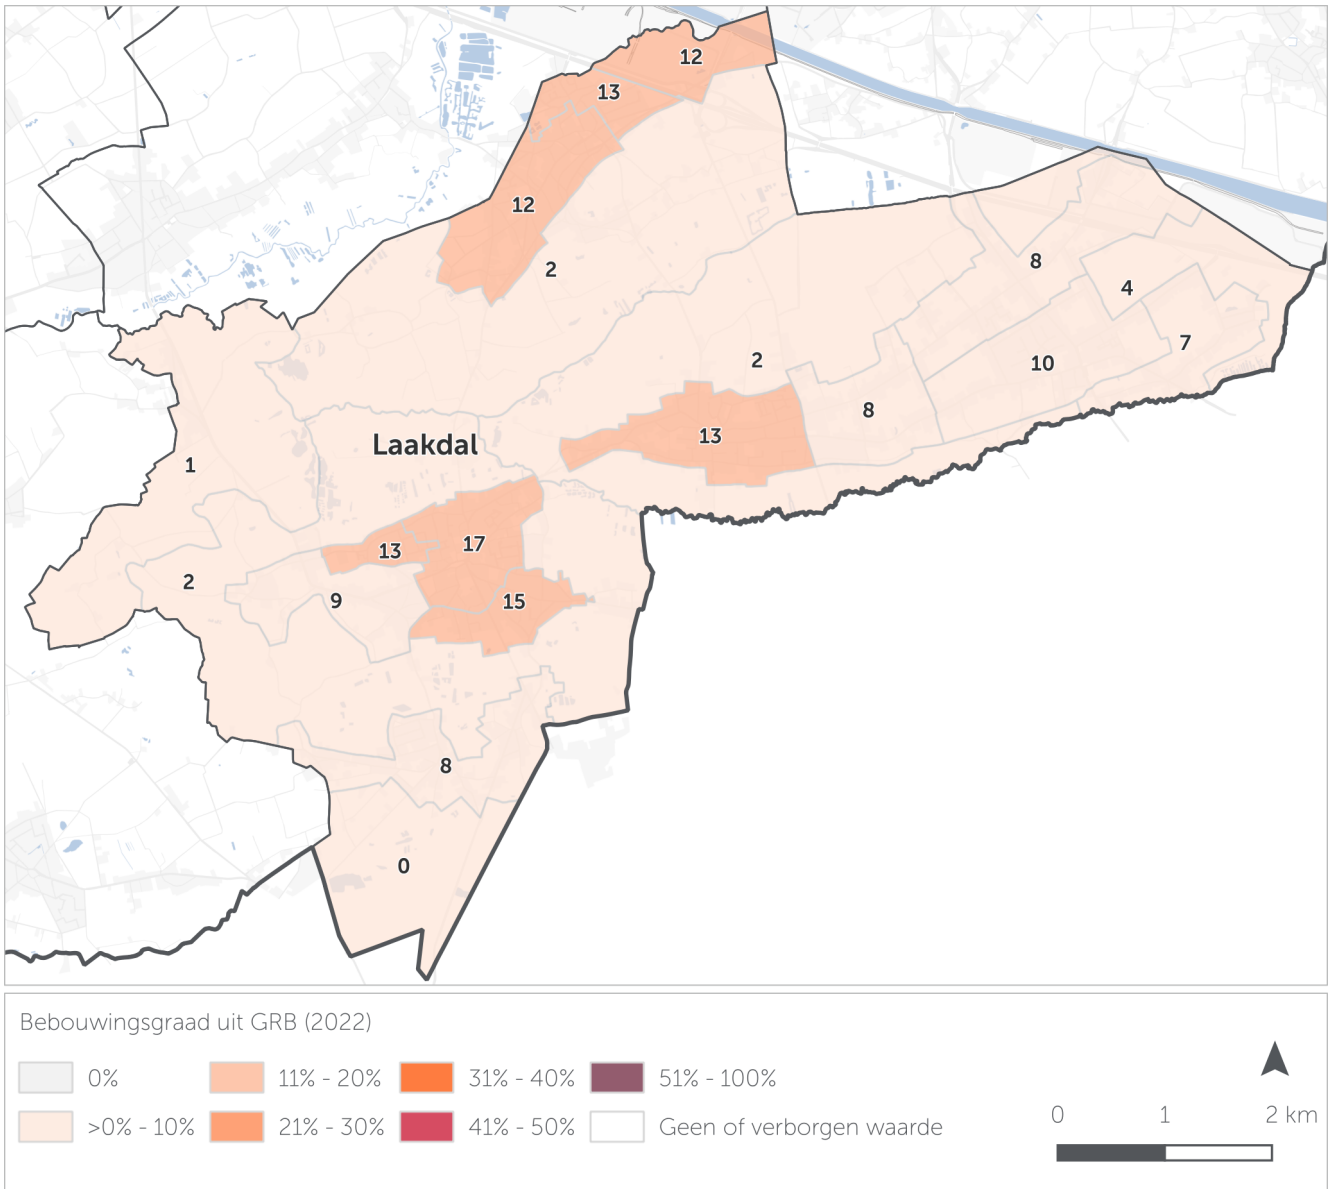 12
13
12
2
8
4
7
2
10
8
13
Laakdal
1
17
13
2
9
15
8
0
Bebouwingsgraad uit GRB (2022)
0%
11% - 20%
31% - 40%
51% - 100%
>0% - 10%
21% - 30%
41% - 50%
Geen of verborgen waarde
0 1 2 km